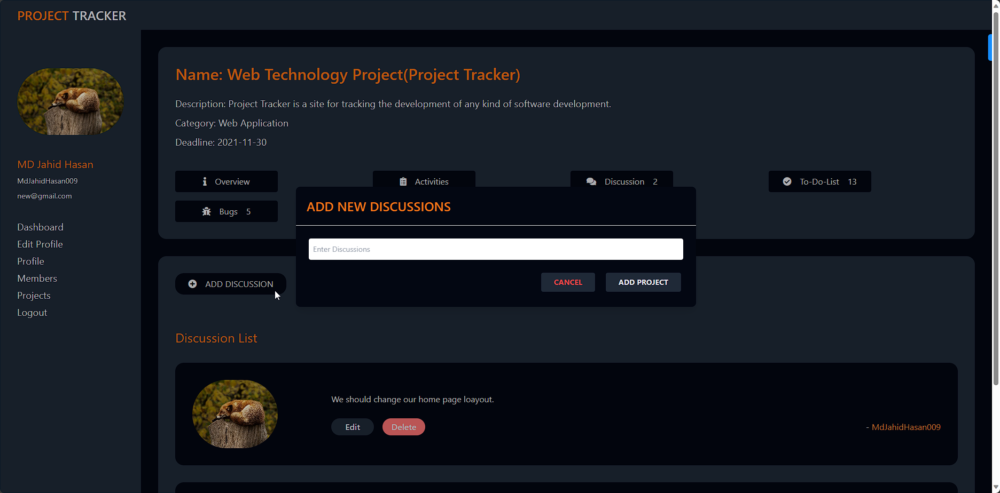 PROJECT TRACKER
MD Jahid Hasan
MdJahidHasan009
new@gmail.com
Dashboard
Edit Profile
Profile
Members
Projects
Logout
Name: Web Technology Project(Project Tracker)
Description: Project Tracker is a site for tracking the development of any kind of software development.
Category: Web Application
Deadline: 2021-11-30
Overview
Activities
Discussion 2
To-Do-List 13
Bugs 5
ADD NEW DISCUSSIONS
Enter Discussions
CANCEL
ADD PROJECT
ADD DISCUSSION
Discussion List
We should change our home page loayout.
Edit
Delete
- MdJahidHasan009